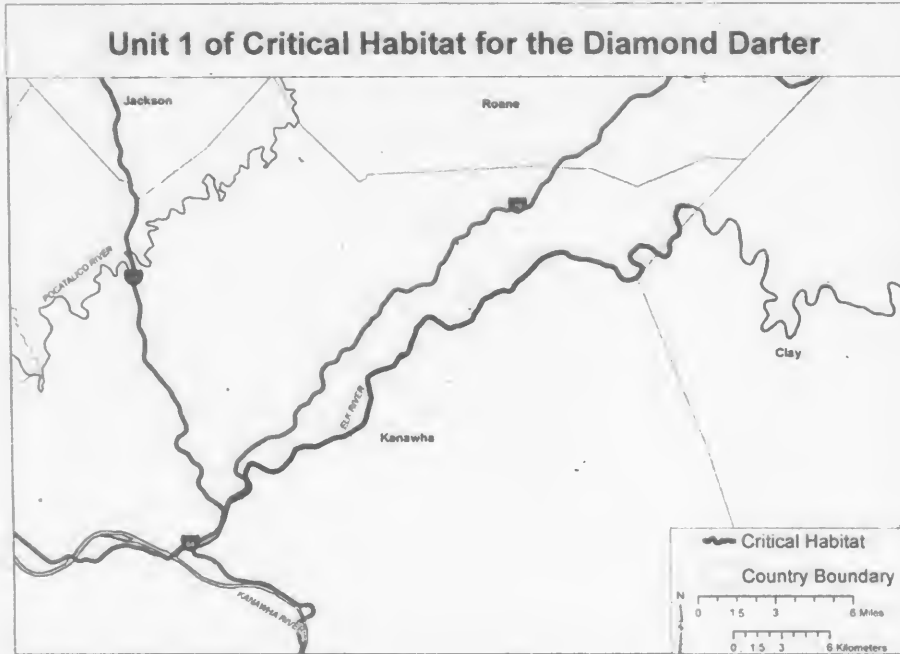 Unit 1 of Critical Habitat for the Diamond Darter
Jackson
Roane
POCATALICO RIVER
Clay
ELK RIVER
Kanawha
Critical Habitat
Country Boundary
KANAWHA RIVER
N
0 1.5 3 6 Miles
0 1.5 3 6 Kilometers